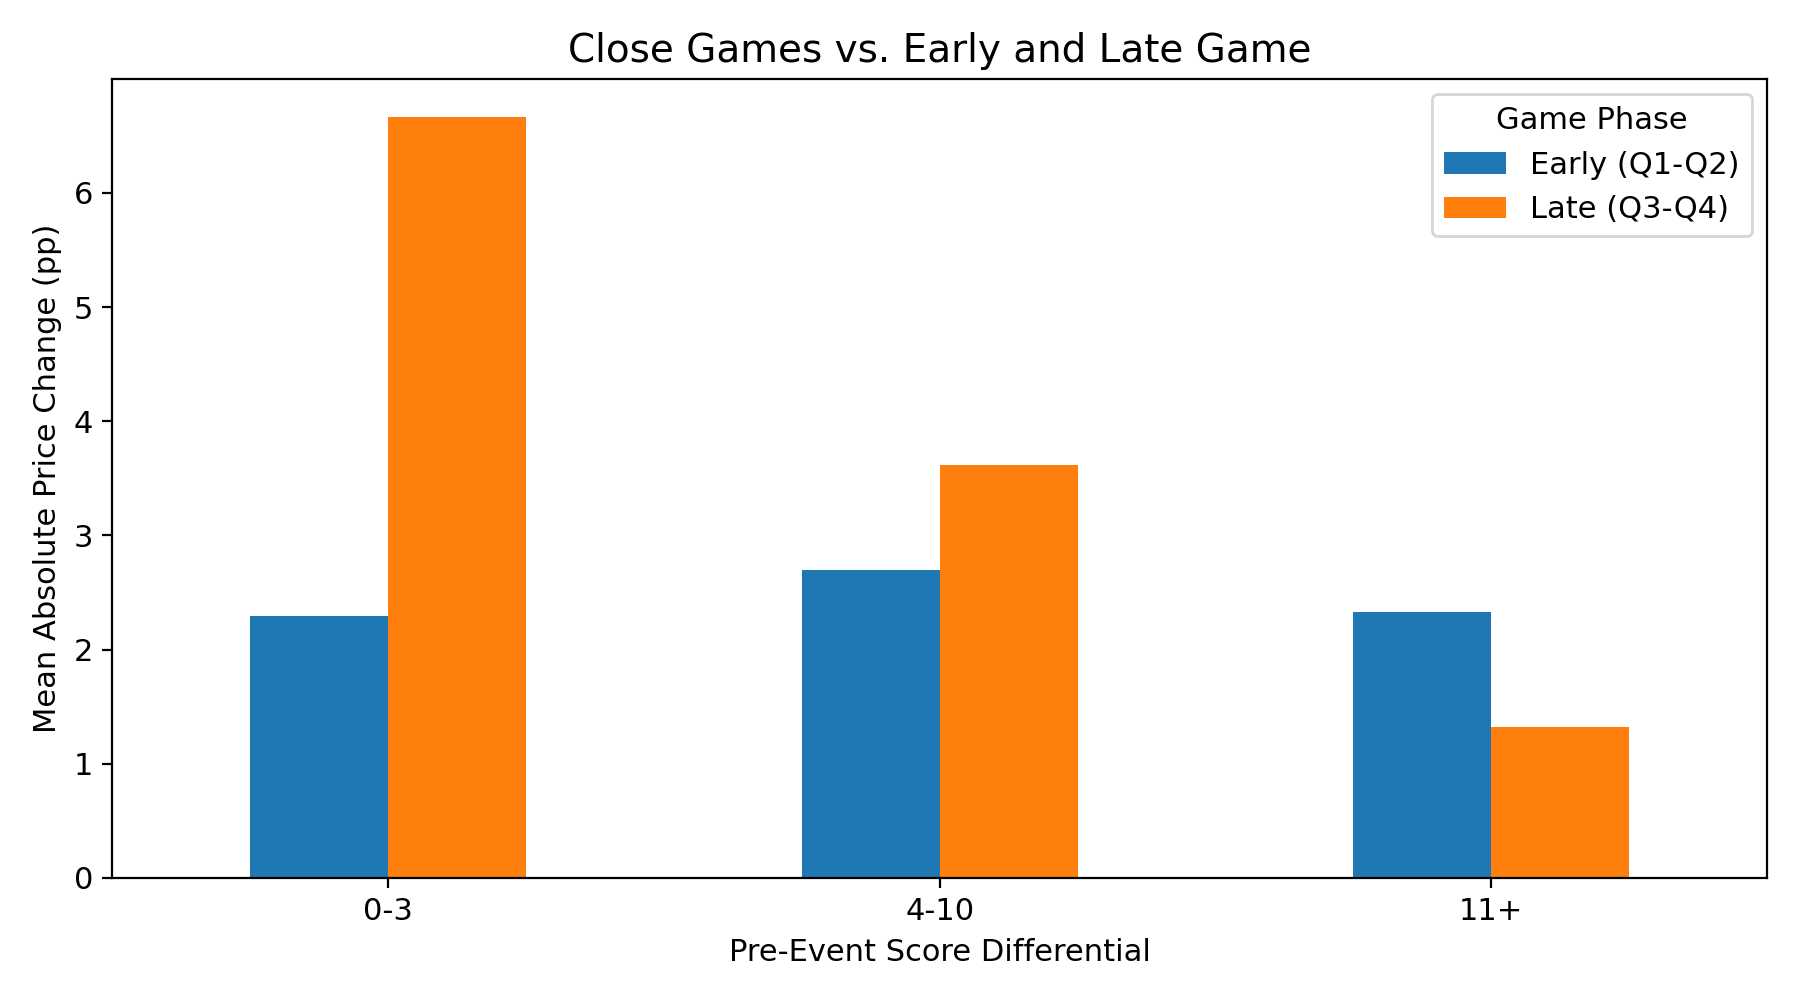 Close Games vs. Early and Late Game
Game Phase
Early (Q1-Q2)
Late (Q3-Q4)
Mean Absolute Price Change (pp)
6
5
4
3
2
1
0
0-3
4-10
11+
Pre-Event Score Differential